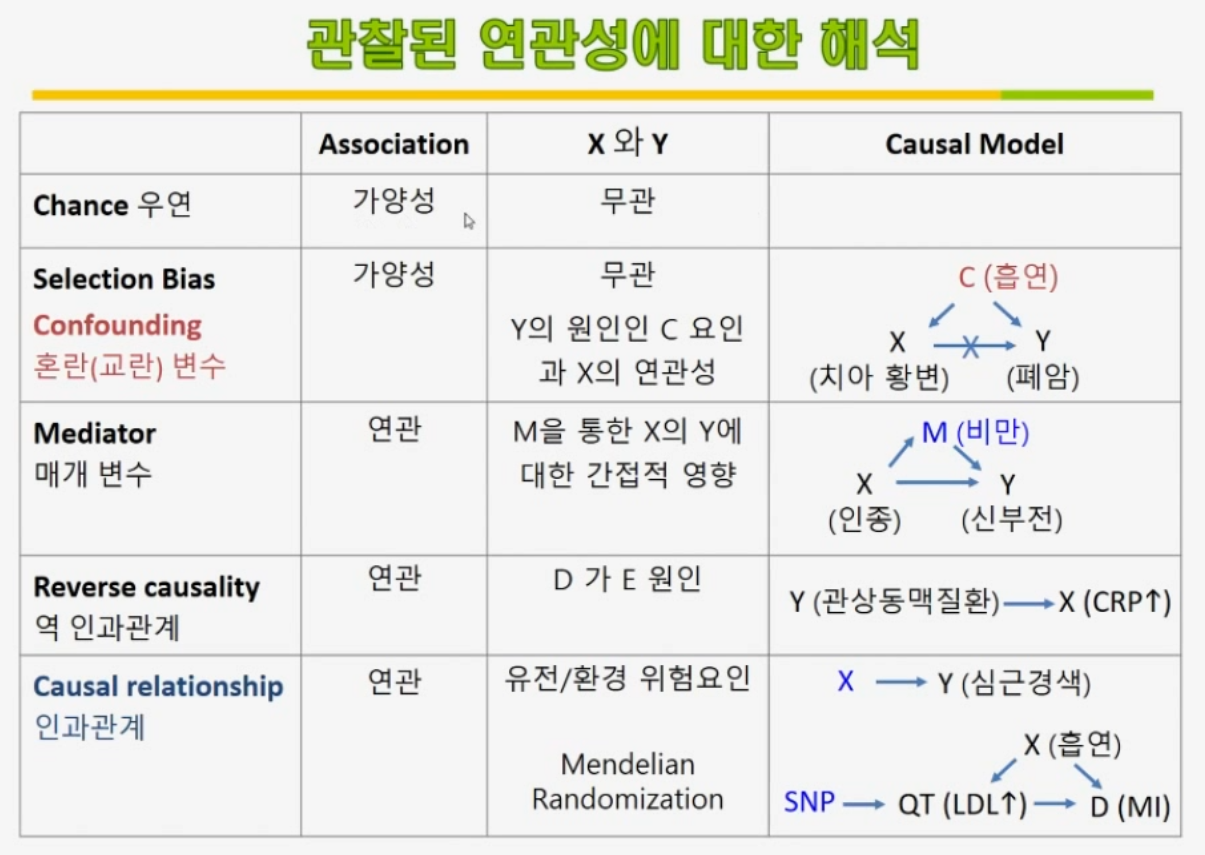 관찰된 연관성에 대한 해석
Association
X 와 Y
Causal Model
Chance 우연
가양성
무관
Selection Bias
Confounding
혼란(교란) 변수
가양성
무관
Y의 원인인 C 요인
과 X의 연관성
C (흡연)
X Y
(치아 황변) (폐암)
Mediator
매개 변수
연관
M을 통한 X의 Y에
대한 간접적 영향
M (비만)
X Y
(인종) (신부전)
Reverse causality
역 인과관계
연관
D 가 E 원인
Y (관상동맥질환) X (CRP↑)
Causal relationship
인과관계
연관
유전/환경 위험요인
Mendelian
Randomization
X Y (심근경색)
X (흡연)
SNP QT (LDL↑) D (MI)